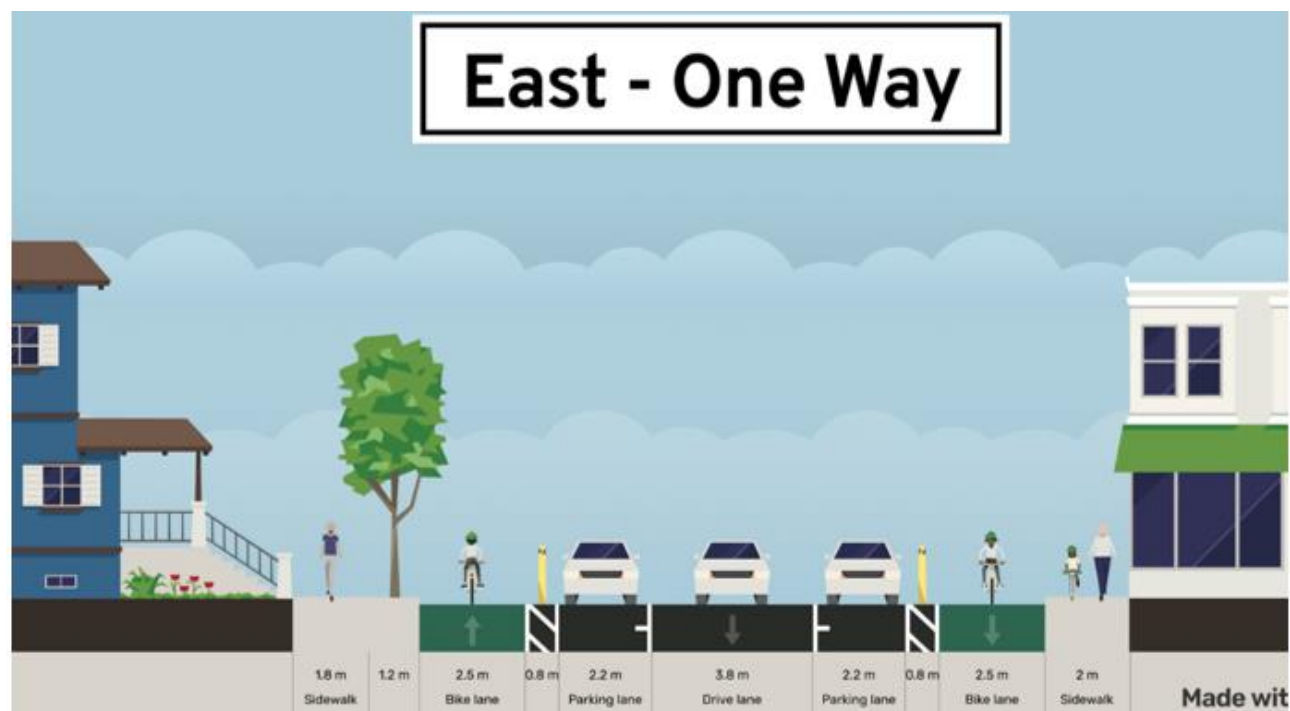 East - One Way
1.8 m
1.2 m
2.5 m
0.8 m
2.2 m
3.8 m
2.2 m
0.8 m
2.5 m
2 m
Sidewalk
Bike lane
Parking lane
Drive lane
Parking lane
Bike lane
Sidewalk
Made wit